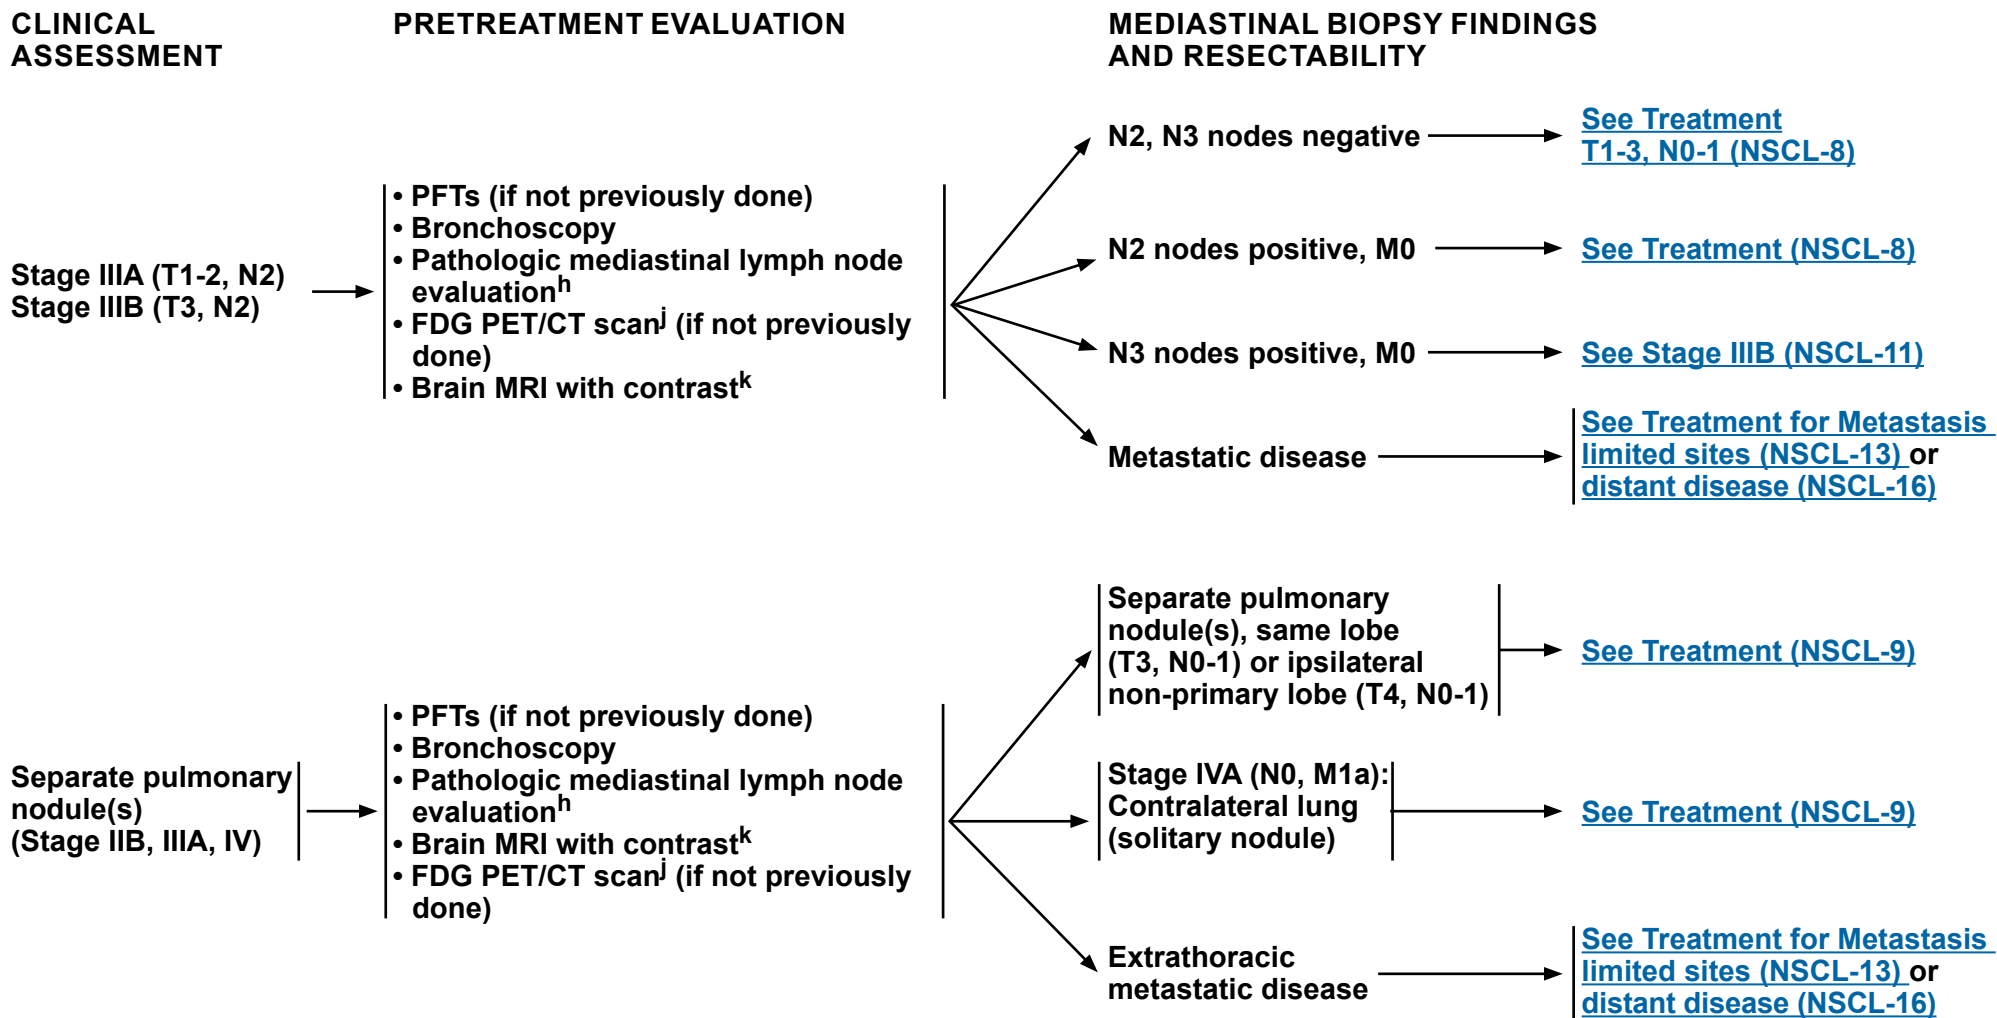 CLINICAL
ASSESSMENT
PRETREATMENT EVALUATION
MEDIASTINAL BIOPSY FINDINGS
AND RESECTABILITY
Stage IIIA (T1-2, N2)
Stage IIIB (T3, N2)
• PFTs (if not previously done)
• Bronchoscopy
• Pathologic mediastinal lymph node
evaluationh
• FDG PET/CT scanj (if not previously
done)
• Brain MRI with contrastk
N2, N3 nodes negative
See Treatment
T1-3, N0-1 (NSCL-8)
N2 nodes positive, M0
See Treatment (NSCL-8)
N3 nodes positive, M0
See Stage IIIB (NSCL-11)
Metastatic disease
See Treatment for Metastasis
limited sites (NSCL-13) or
distant disease (NSCL-16)
Separate pulmonary
nodule(s)
(Stage IIB, IIIA, IV)
• PFTs (if not previously done)
• Bronchoscopy
• Pathologic mediastinal lymph node
evaluationh
• Brain MRI with contrastk
• FDG PET/CT scanj (if not previously
done)
Separate pulmonary
nodule(s), same lobe
(T3, N0-1) or ipsilateral
non-primary lobe (T4, N0-1)
See Treatment (NSCL-9)
Stage IVA (N0, M1a):
Contralateral lung
(solitary nodule)
See Treatment (NSCL-9)
Extrathoracic
metastatic disease
See Treatment for Metastasis
limited sites (NSCL-13) or
distant disease (NSCL-16)